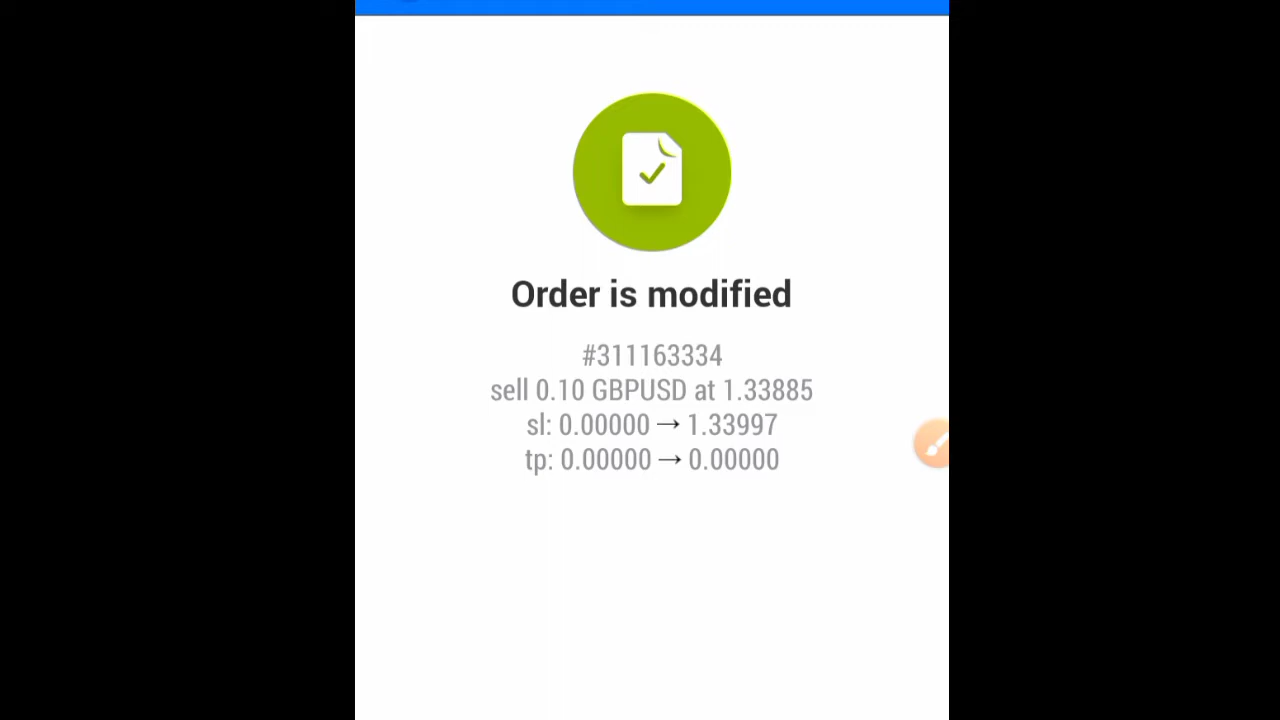 Order is modified
#311163334
sell 0.10 GBPUSD at 1.33885
sl: 0.00000 → 1.33997
tp: 0.00000 → 0.00000